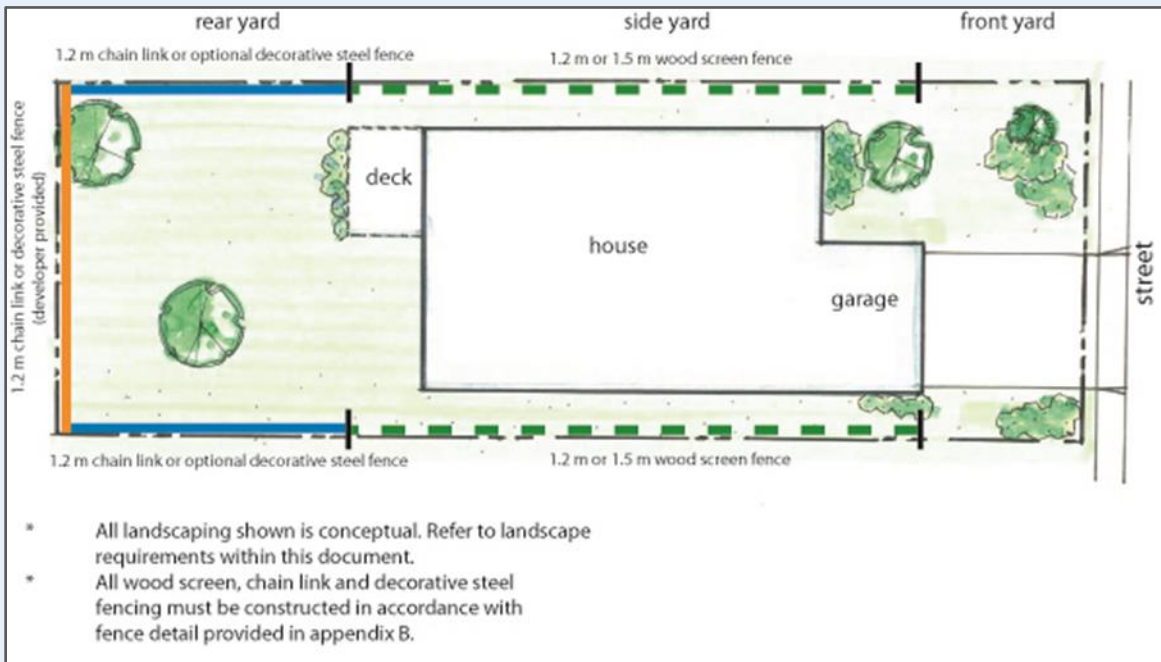 rear yard
side yard
front yard
1.2 m chain link or optional decorative steel fence
1.2 m or 1.5 m wood screen fence
1.2 m chain link or decorative steel fence
(developer provided)
deck
house
garage
street
1.2 m chain link or optional decorative steel fence
1.2 m or 1.5 m wood screen fence
* All landscaping shown is conceptual. Refer to landscape
requirements within this document.
* All wood screen, chain link and decorative steel
fencing must be constructed in accordance with
fence detail provided in appendix B.